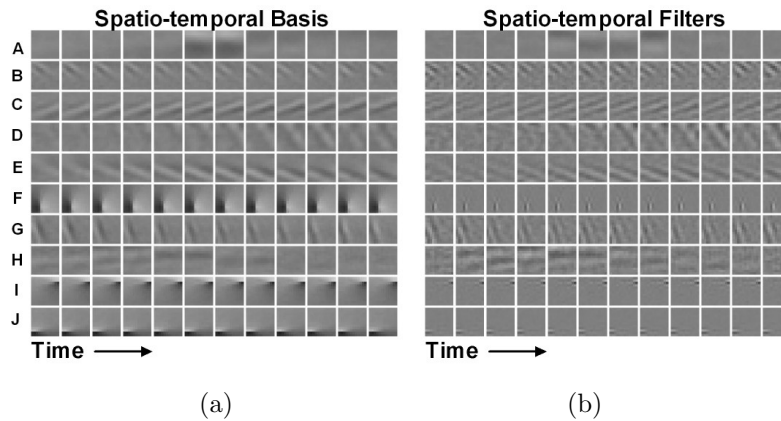 Spatio-temporal Basis
Spatio-temporal Filters
A
B
C
D
E
F
G
H
I
J
Time
Time
(a)
(b)